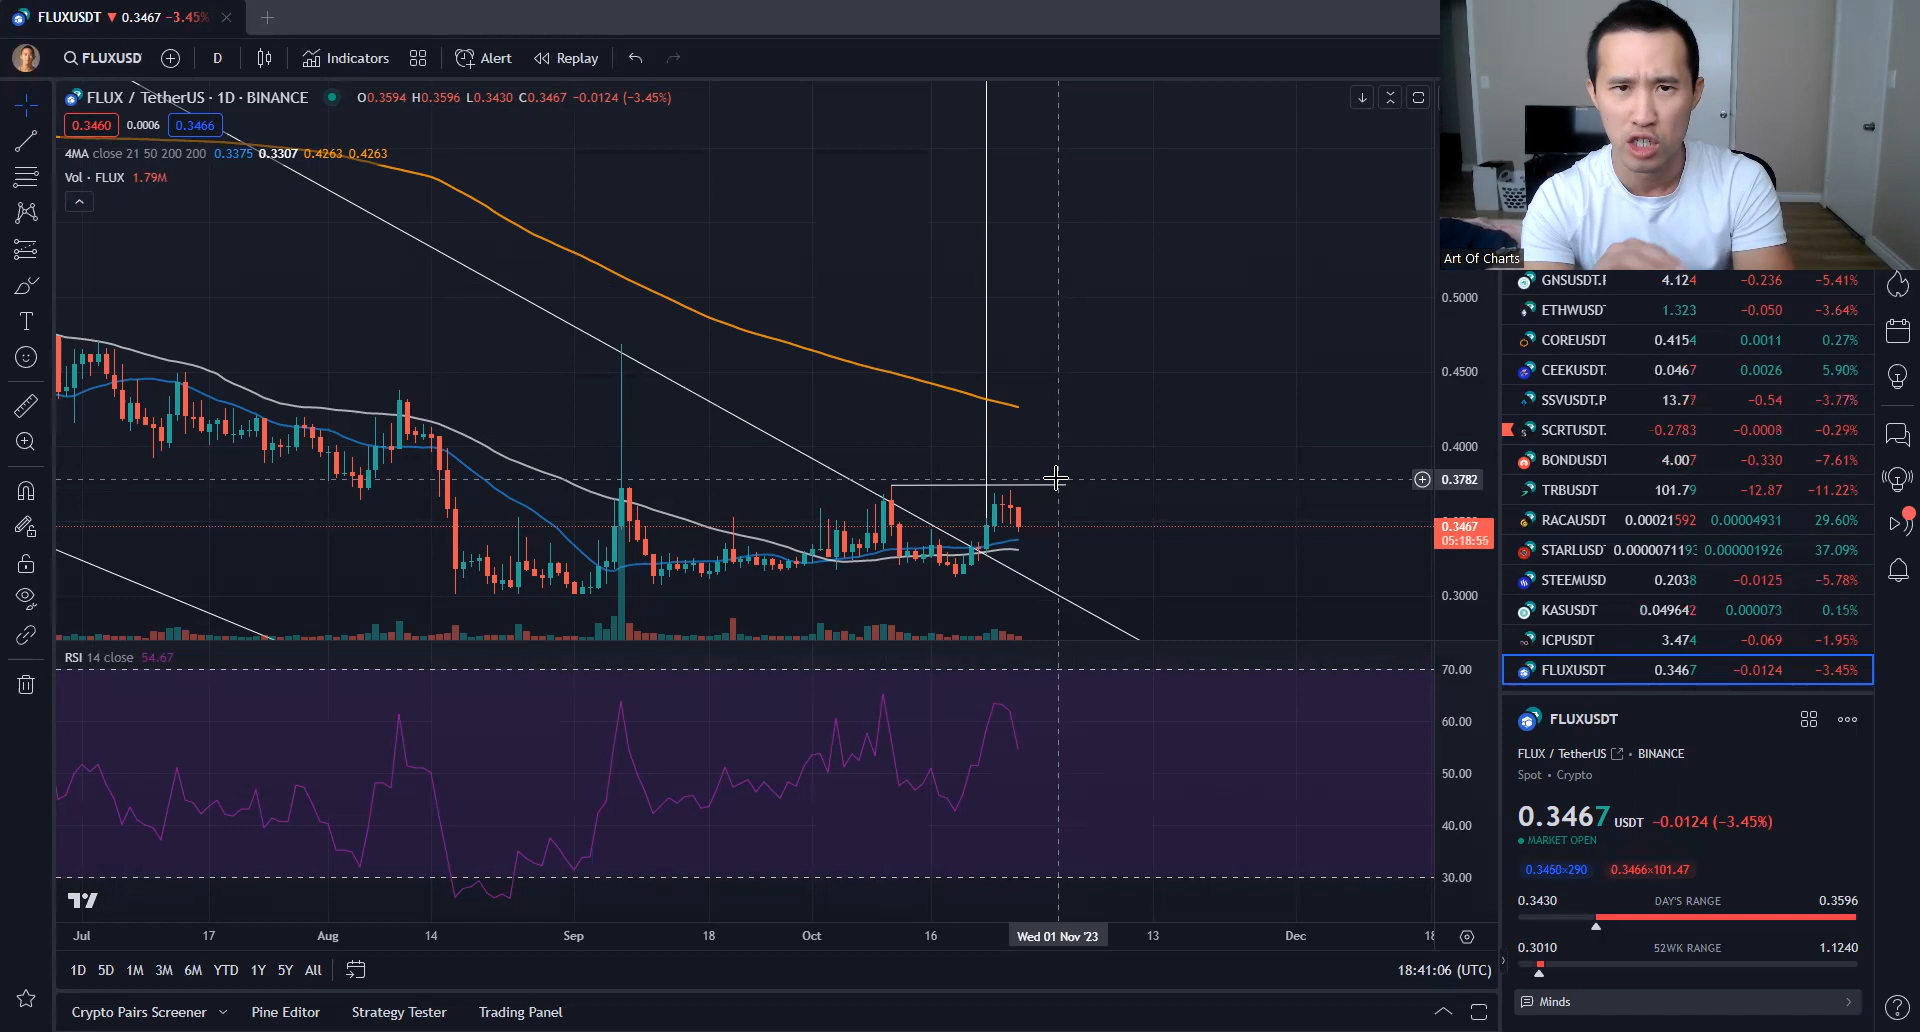 FLUXUSDT ▼ 0.3467 −3.45%
FLUXUSD D Indicators Alert Replay
FLUX / TetherUS · 1D · BINANCE O0.3594 H0.3596 L0.3430 C0.3467 −0.0124 (−3.45%)
0.3460 0.0006 0.3466
4MA close 21 50 200 200 0.3375 0.3307 0.4263 0.4263
Vol · FLUX 1.79M
0.5000
0.4500
0.4000
0.3782
0.3467
05:18:55
0.3000
RSI 14 close 54.67
70.00
60.00
50.00
40.00
30.00
Jul 17 Aug 14 Sep 18 Oct 16 Wed 01 Nov '23 13 Dec 18
1D 5D 1M 3M 6M YTD 1Y 5Y All
18:41:06 (UTC)
Crypto Pairs Screener Pine Editor Strategy Tester Trading Panel
Art Of Charts
GNSUSDT.F 4.124 −0.236 −5.41%
ETHWUSD 1.323 −0.050 −3.64%
COREUSDT 0.4154 0.0011 0.27%
CEEKUSDT. 0.0467 0.0026 5.90%
SSVUSDT.P 13.77 −0.54 −3.77%
SCRTUSDT. −0.2783 −0.0008 −0.29%
BONDUSDT 4.007 −0.330 −7.61%
TRBUSDT 101.79 −12.87 −11.22%
RACAUSDT 0.00021592 0.00004931 29.60%
STARLUSD 0.0000071193 0.000001926 37.09%
STEEMUSD 0.2038 −0.0125 −5.78%
KASUSDT 0.049642 0.000073 0.15%
ICPUSDT 3.474 −0.069 −1.95%
FLUXUSDT 0.3467 −0.0124 −3.45%
FLUXUSDT
FLUX / TetherUS • BINANCE
Spot • Crypto
0.3467 USDT −0.0124 (−3.45%)
MARKET OPEN
0.3460×290 0.3466×101.47
0.3430 DAY'S RANGE 0.3596
0.3010 52WK RANGE 1.1240
Minds